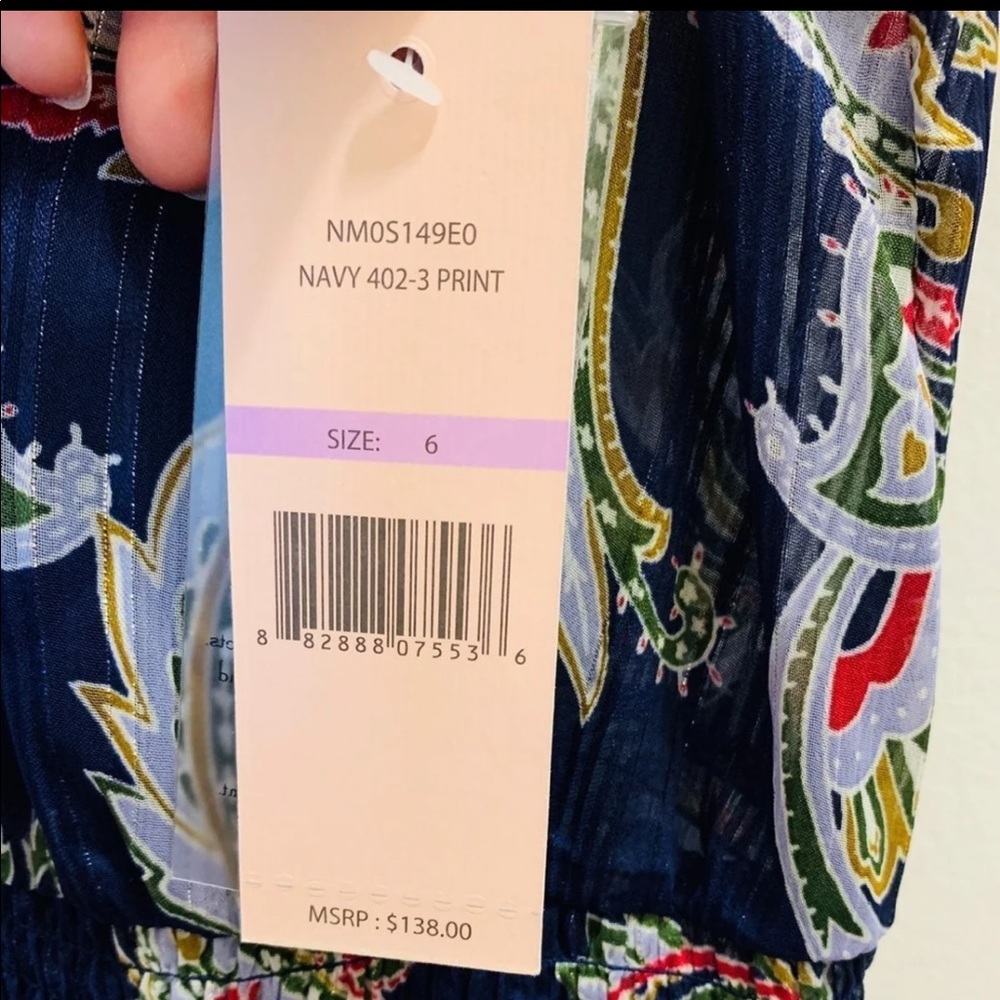 NM0S149E0
NAVY 402-3 PRINT
SIZE: 6
8 82888 07553 6
MSRP : $138.00